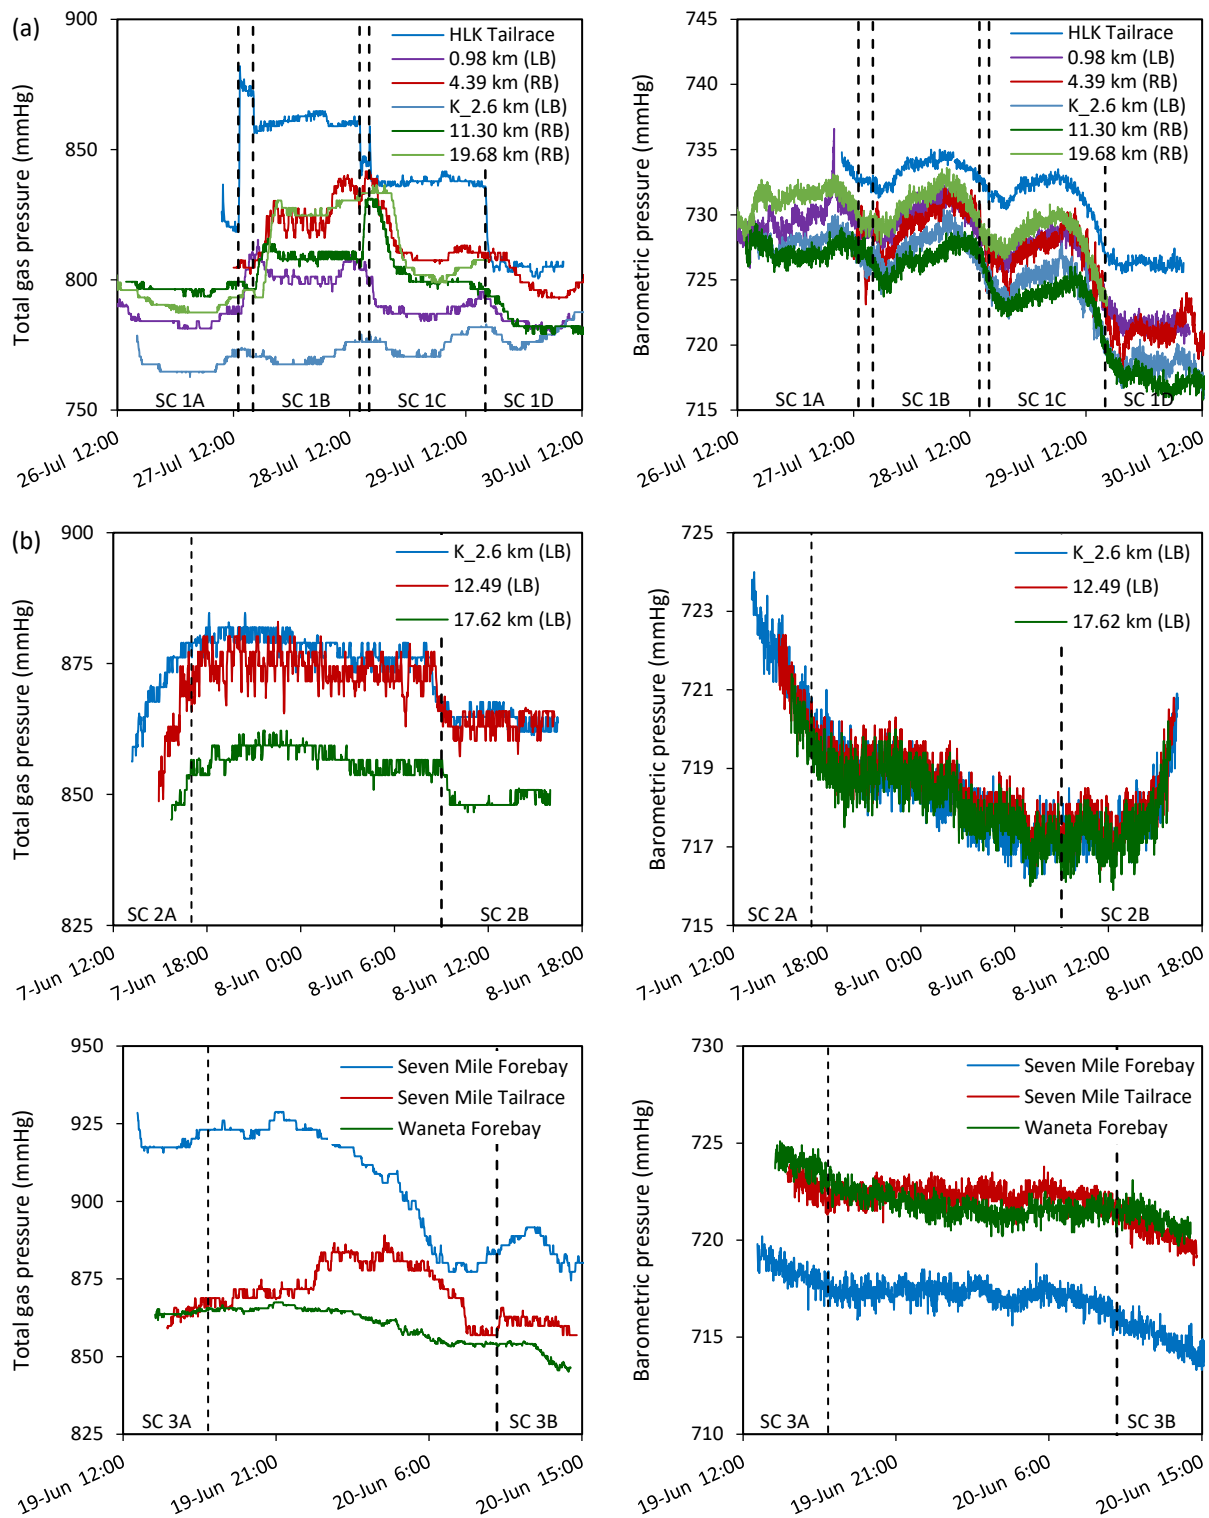 (a)
900
850
800
750
Total gas pressure (mmHg)
HLK Tailrace
0.98 km (LB)
4.39 km (RB)
K_2.6 km (LB)
11.30 km (RB)
19.68 km (RB)
SC 1A
SC 1B
SC 1C
SC 1D
26-Jul 12:00
27-Jul 12:00
28-Jul 12:00
29-Jul 12:00
30-Jul 12:00
745
740
735
730
725
720
715
Barometric pressure (mmHg)
HLK Tailrace
0.98 km (LB)
4.39 km (RB)
K_2.6 km (LB)
11.30 km (RB)
19.68 km (RB)
SC 1A
SC 1B
SC 1C
SC 1D
26-Jul 12:00
27-Jul 12:00
28-Jul 12:00
29-Jul 12:00
30-Jul 12:00
(b)
900
875
850
825
Total gas pressure (mmHg)
K_2.6 km (LB)
12.49 (LB)
17.62 km (LB)
SC 2A
SC 2B
7-Jun 12:00
7-Jun 18:00
8-Jun 0:00
8-Jun 6:00
8-Jun 12:00
8-Jun 18:00
725
723
721
719
717
715
Barometric pressure (mmHg)
K_2.6 km (LB)
12.49 (LB)
17.62 km (LB)
SC 2A
SC 2B
7-Jun 12:00
7-Jun 18:00
8-Jun 0:00
8-Jun 6:00
8-Jun 12:00
8-Jun 18:00
950
925
900
875
850
825
Total gas pressure (mmHg)
Seven Mile Forebay
Seven Mile Tailrace
Waneta Forebay
SC 3A
SC 3B
19-Jun 12:00
19-Jun 21:00
20-Jun 6:00
20-Jun 15:00
730
725
720
715
710
Barometric pressure (mmHg)
Seven Mile Forebay
Seven Mile Tailrace
Waneta Forebay
SC 3A
SC 3B
19-Jun 12:00
19-Jun 21:00
20-Jun 6:00
20-Jun 15:00